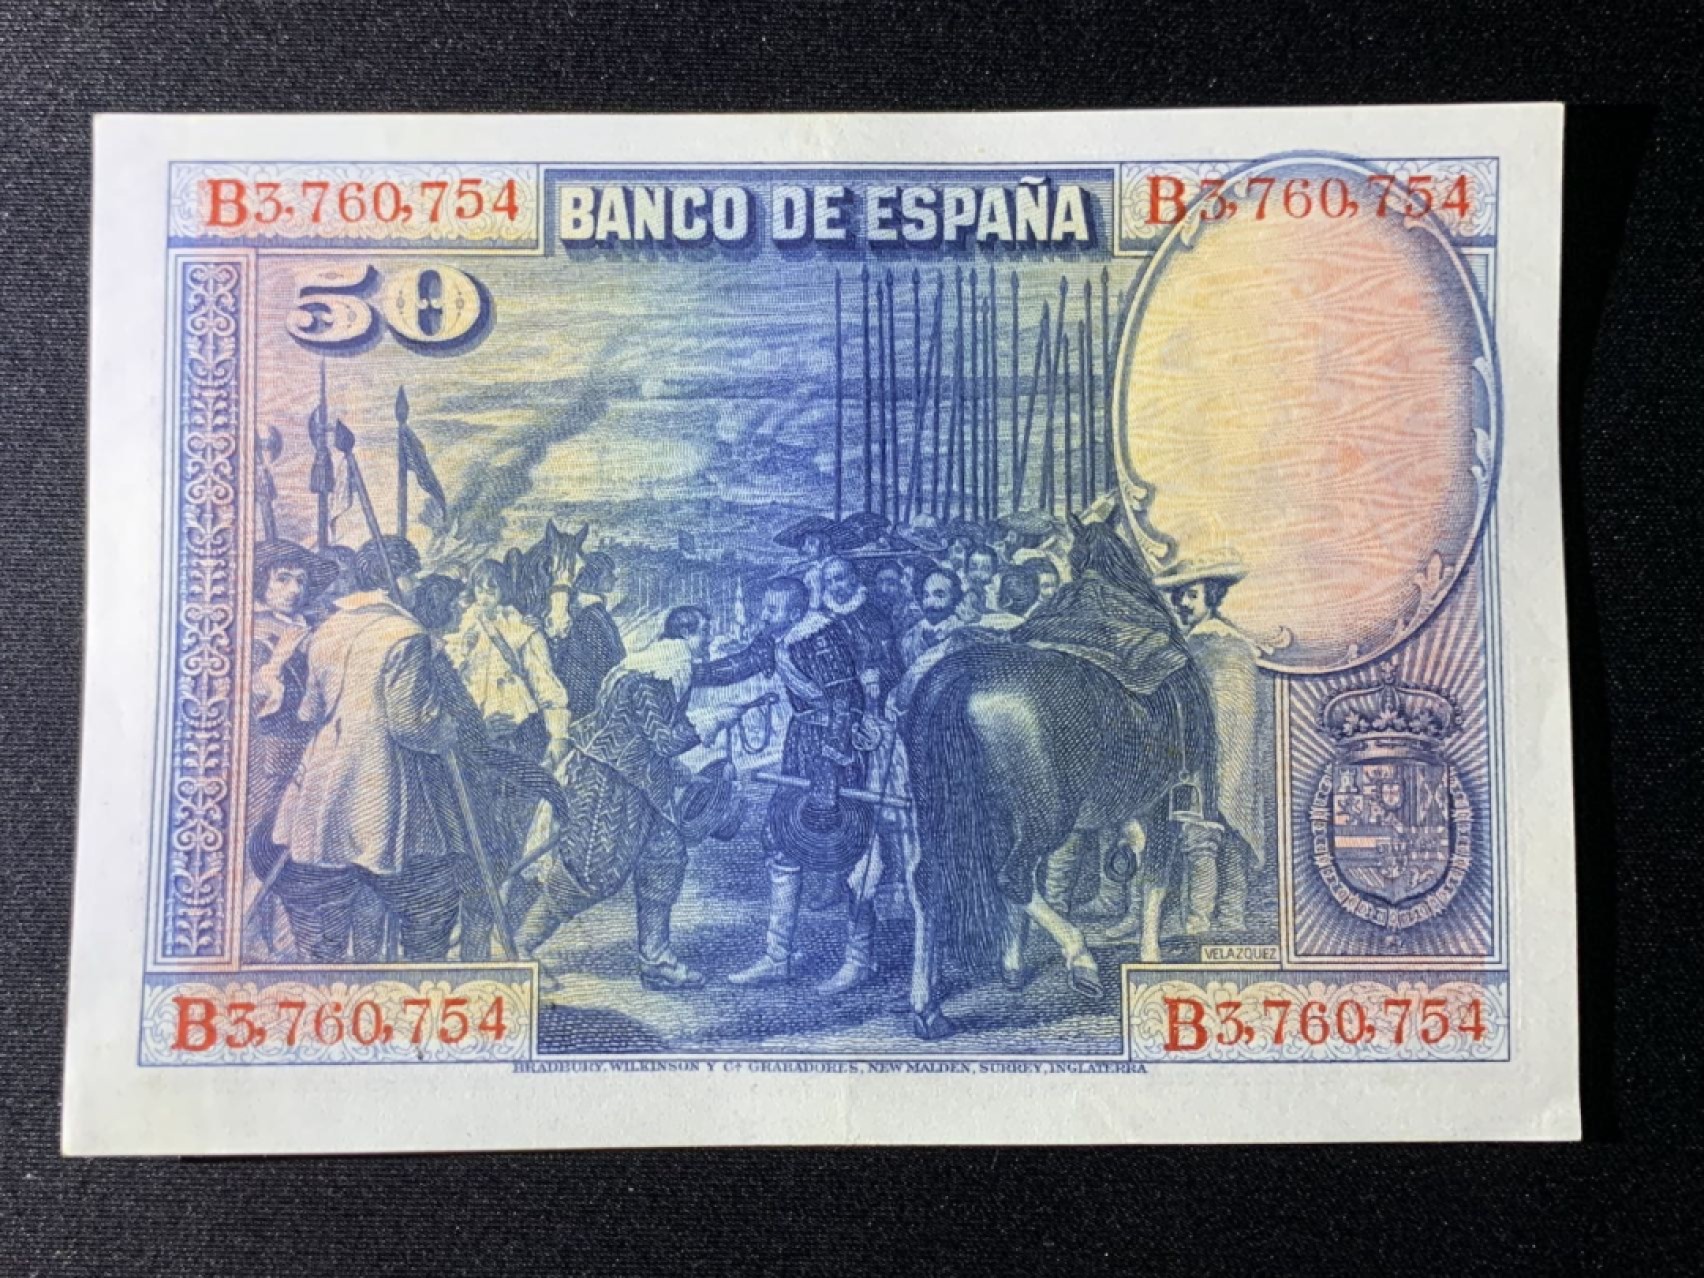 B3,760,754 BANCO DE ESPAÑA B3,760,754
50
VELAZQUEZ
B3,760,754 B3,760,754
BRADBURY, WILKINSON Y Cª GRABADORES, NEW MALDEN, SURREY, INGLATERRA